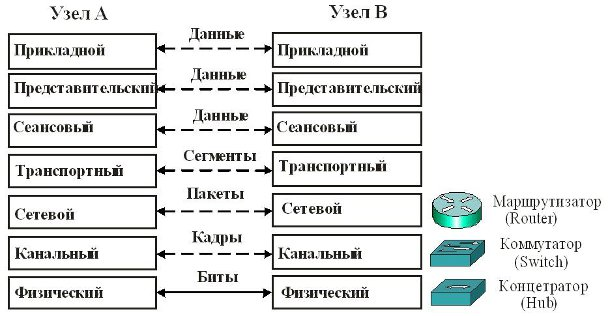 Узел А Узел В
Прикладной Данные Прикладной
Представительский Данные Представительский
Сеансовый Данные Сеансовый
Транспортный Сегменты Транспортный
Сетевой Пакеты Сетевой Маршрутизатор
(Router)
Канальный Кадры Канальный Коммутатор
(Switch)
Физический Биты Физический Концетратор
(Hub)